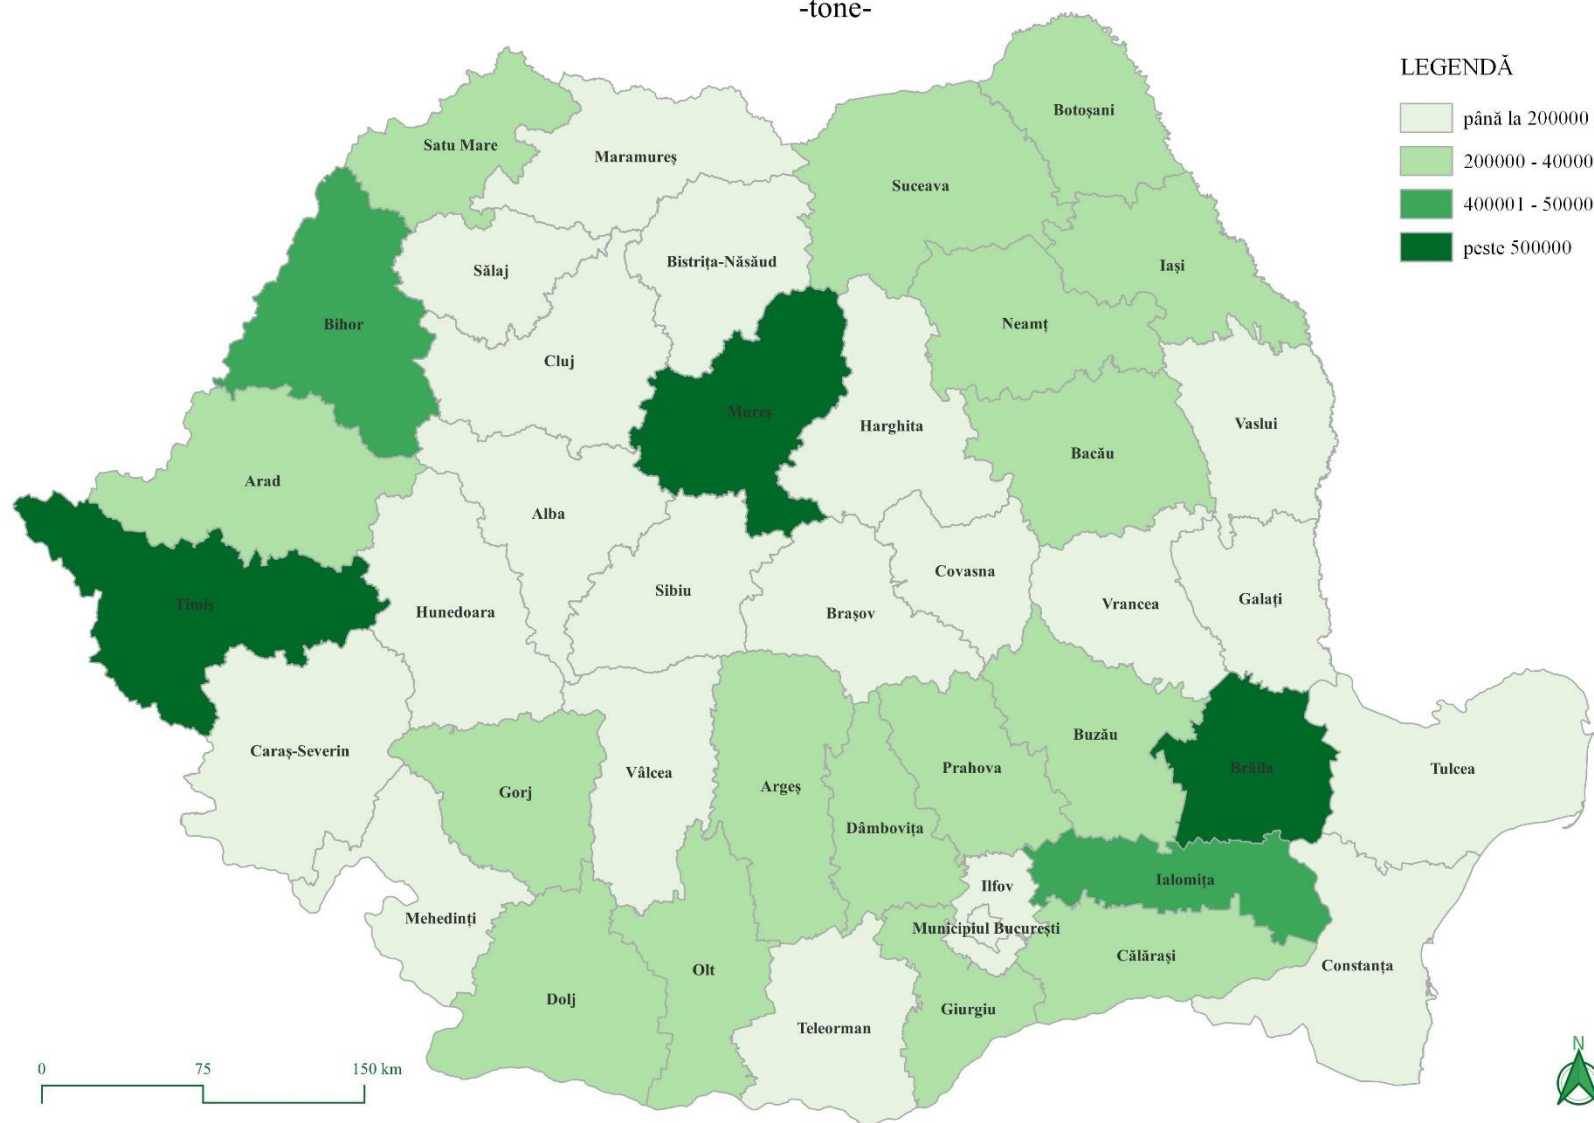 -tone-
LEGENDĂ
până la 200000
200000 - 40000
400001 - 50000
peste 500000
Botoșani
Satu Mare
Maramureș
Suceava
Bistrița-Năsăud
Iași
Sălaj
Bihor
Neamț
Cluj
Mureș
Harghita
Vaslui
Bacău
Arad
Alba
Covasna
Sibiu
Timiș
Hunedoara
Brașov
Vrancea
Galați
Buzău
Caraș-Severin
Vâlcea
Prahova
Brăila
Tulcea
Gorj
Argeș
Dâmbovița
Ialomița
Ilfov
Mehedinți
Municipiul București
Călărași
Constanța
Olt
Dolj
Giurgiu
Teleorman
N
0 75 150 km